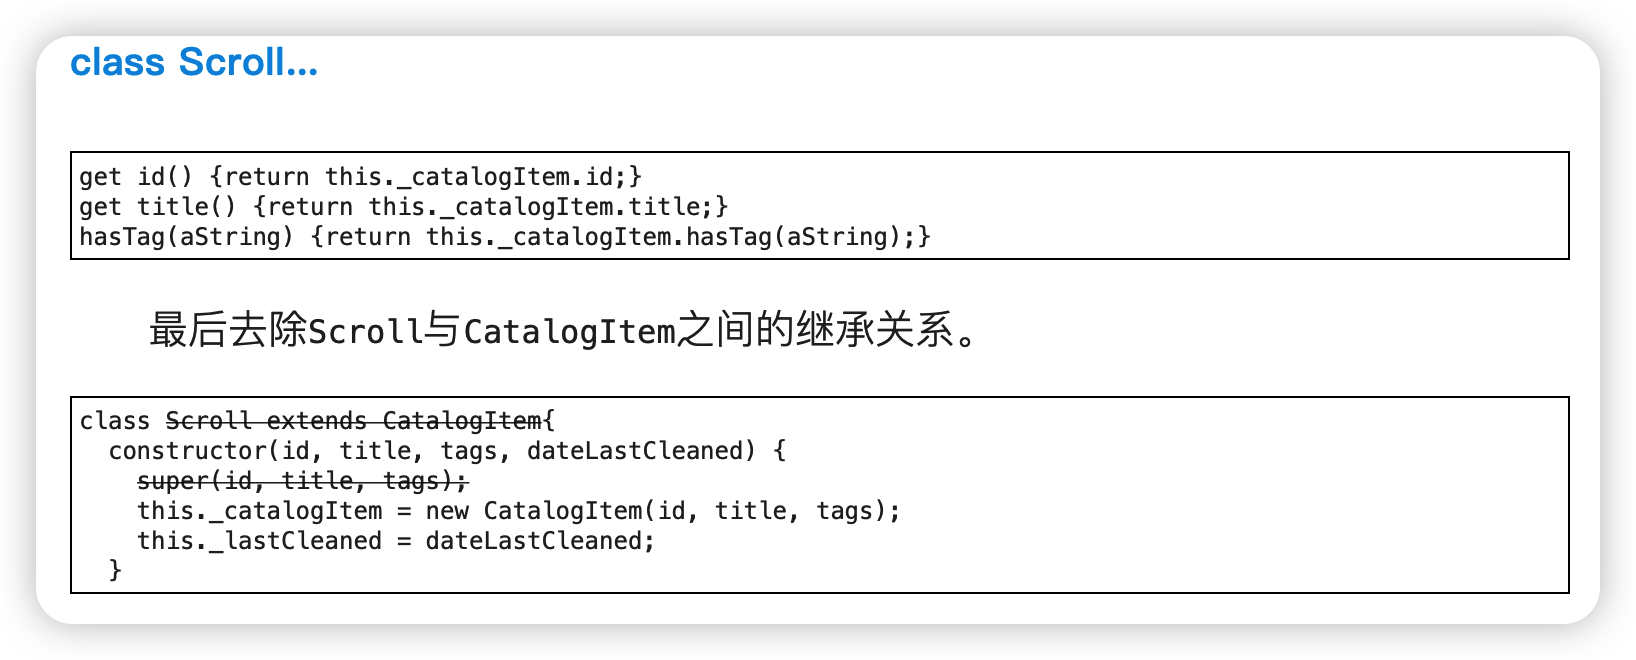 class Scroll...
get id() {return this._catalogItem.id;}
get title() {return this._catalogItem.title;}
hasTag(aString) {return this._catalogItem.hasTag(aString);}
最后去除Scroll与CatalogItem之间的继承关系。
class Scroll extends CatalogItem{
  constructor(id, title, tags, dateLastCleaned) {
    super(id, title, tags);
    this._catalogItem = new CatalogItem(id, title, tags);
    this._lastCleaned = dateLastCleaned;
  }